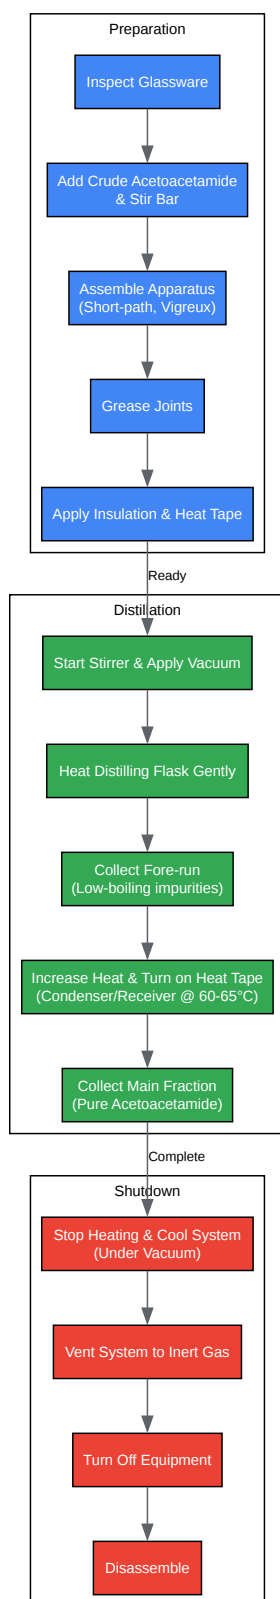 Preparation
Inspect Glassware
Add Crude Acetoacetamide
& Stir Bar
Assemble Apparatus
(Short-path, Vigreux)
Grease Joints
Apply Insulation & Heat Tape
Ready
Distillation
Start Stirrer & Apply Vacuum
Heat Distilling Flask Gently
Collect Fore-run
(Low-boiling impurities)
Increase Heat & Turn on Heat Tape
(Condenser/Receiver @ 60-65°C)
Collect Main Fraction
(Pure Acetoacetamide)
Complete
Shutdown
Stop Heating & Cool System
(Under Vacuum)
Vent System to Inert Gas
Turn Off Equipment
Disassemble